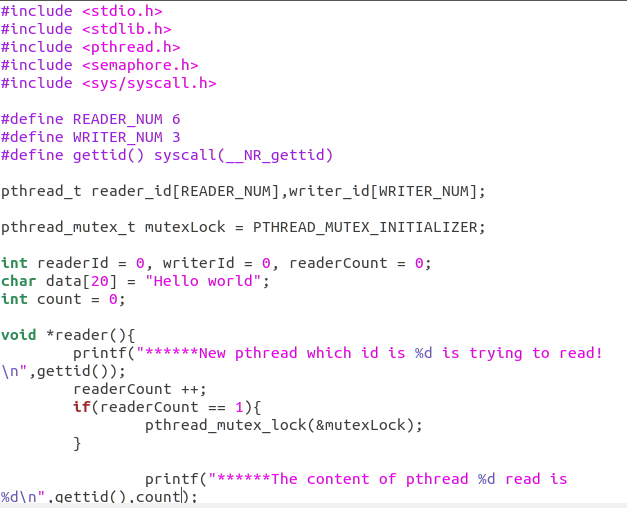 #include <stdio.h>
#include <stdlib.h>
#include <pthread.h>
#include <semaphore.h>
#include <sys/syscall.h>
#define READER_NUM 6
#define WRITER_NUM 3
#define gettid() syscall(__NR_gettid)
pthread_t reader_id[READER_NUM],writer_id[WRITER_NUM];
pthread_mutex_t mutexLock = PTHREAD_MUTEX_INITIALIZER;
int readerId = 0, writerId = 0, readerCount = 0;
char data[20] = "Hello world";
int count = 0;
void *reader(){
        printf("******New pthread which id is %d is trying to read!
\n",gettid());
        readerCount ++;
        if(readerCount == 1){
                pthread_mutex_lock(&mutexLock);
        }
                printf("******The content of pthread %d read is
%d\n",gettid(),count);